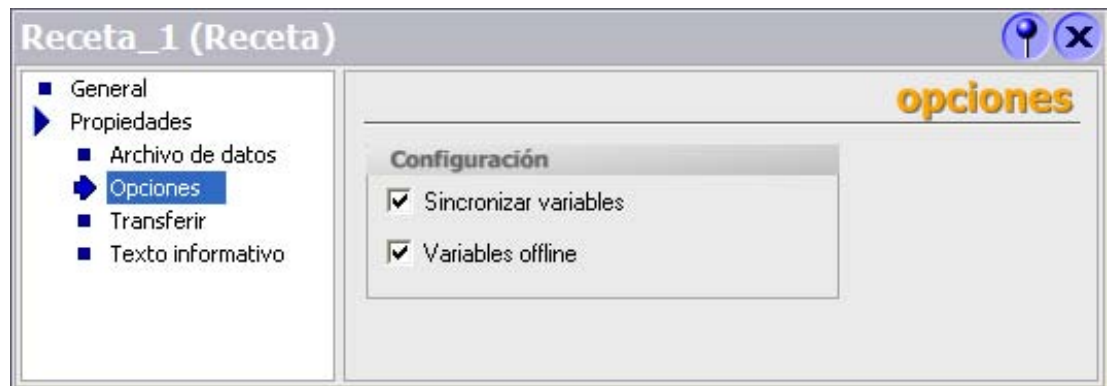 Receta_1 (Receta)
General
Propiedades
Archivo de datos
Opciones
Transferir
Texto informativo
opciones
Configuración
Sincronizar variables
Variables offline